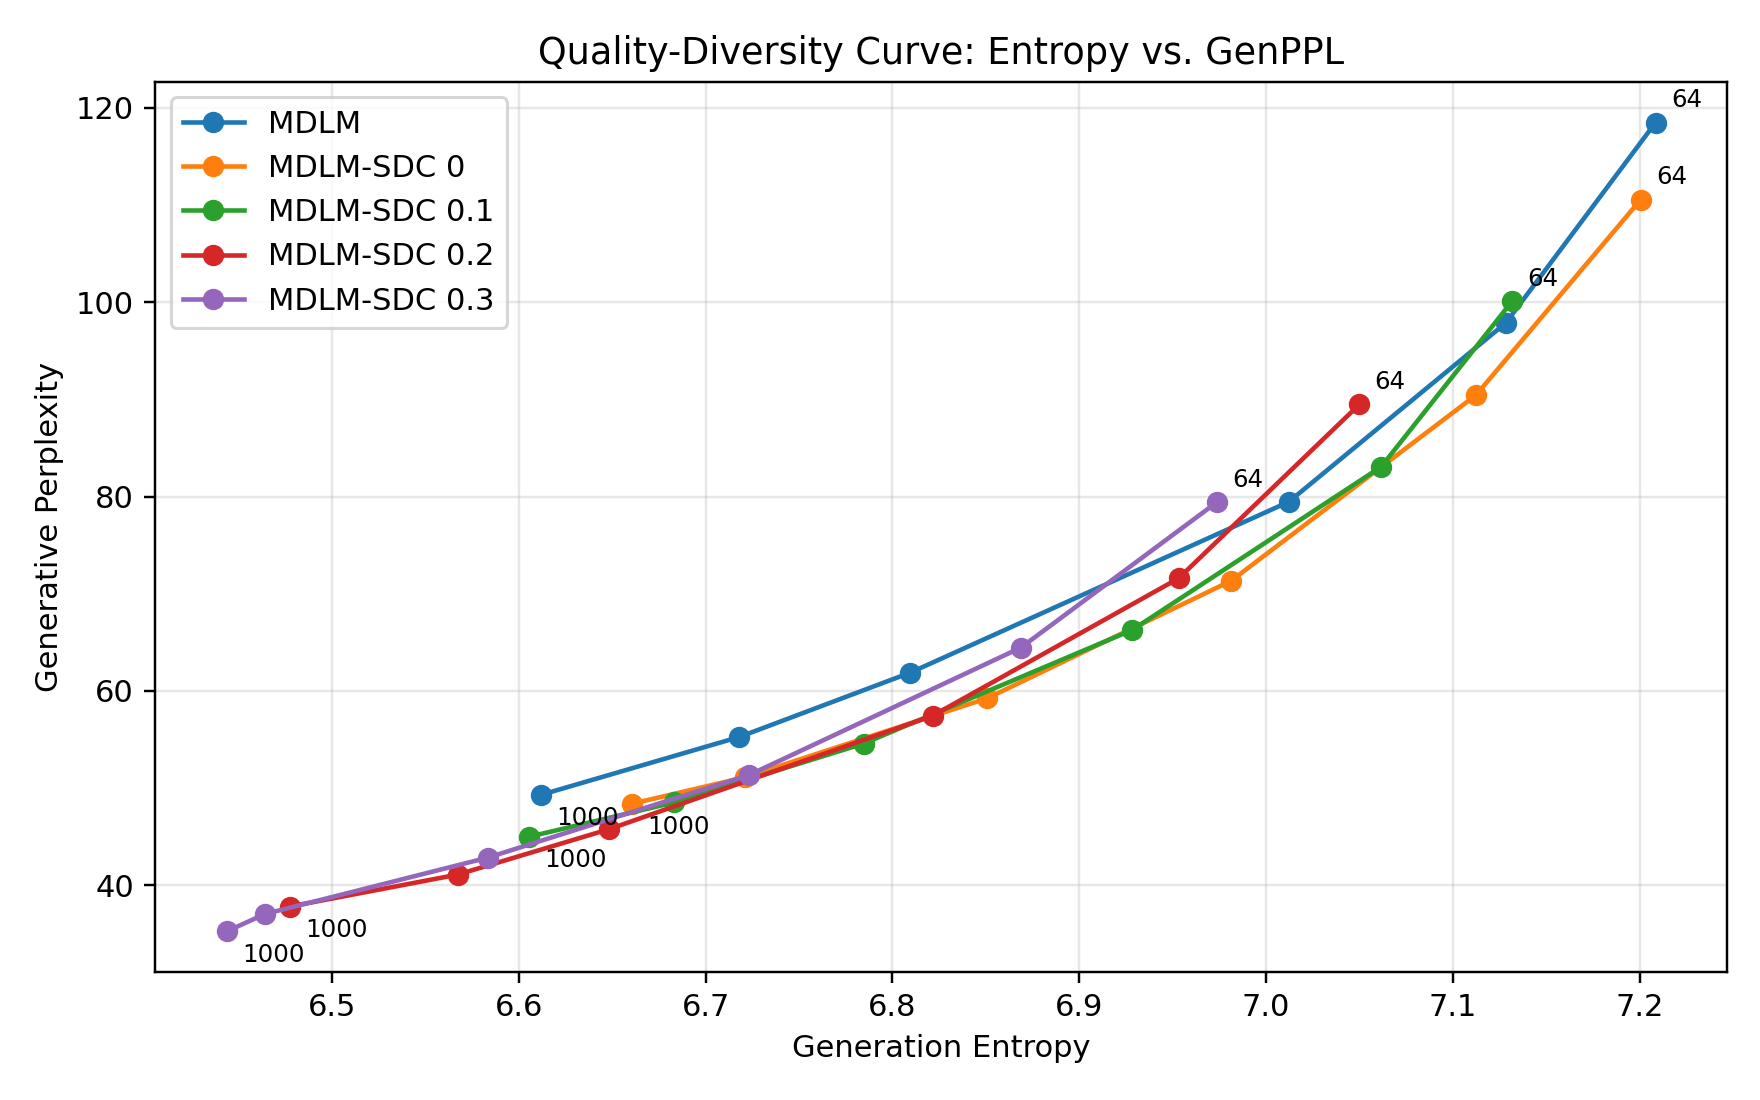 Quality-Diversity Curve: Entropy vs. GenPPL
MDLM
MDLM-SDC 0
MDLM-SDC 0.1
MDLM-SDC 0.2
MDLM-SDC 0.3
120
100
80
60
40
Generative Perplexity
64
64
64
64
64
1000
1000
1000
1000
1000
6.5 6.6 6.7 6.8 6.9 7.0 7.1 7.2
Generation Entropy